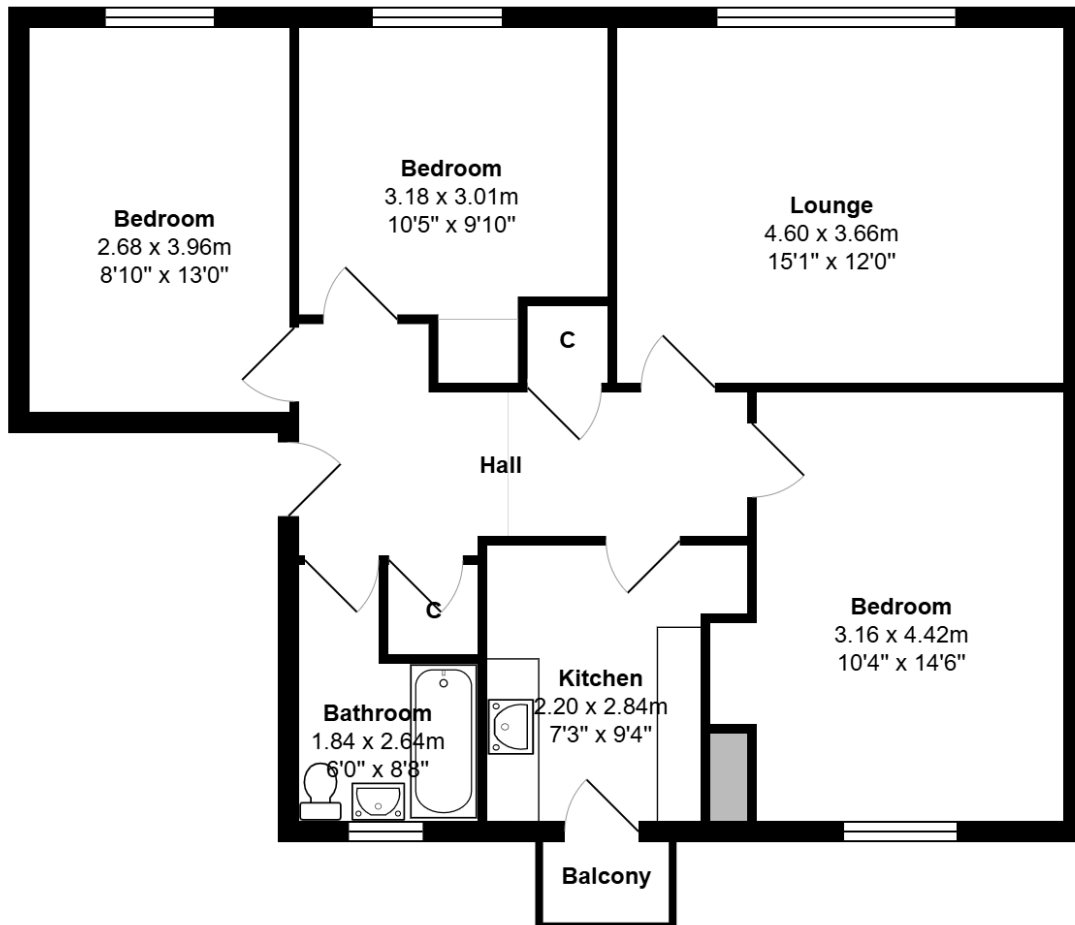 Bedroom
2.68 x 3.96m
8'10" x 13'0"
Bedroom
3.18 x 3.01m
10'5" x 9'10"
Lounge
4.60 x 3.66m
15'1" x 12'0"
C
Hall
C
Bathroom
1.84 x 2.64m
6'0" x 8'8"
Kitchen
2.20 x 2.84m
7'3" x 9'4"
Bedroom
3.16 x 4.42m
10'4" x 14'6"
Balcony